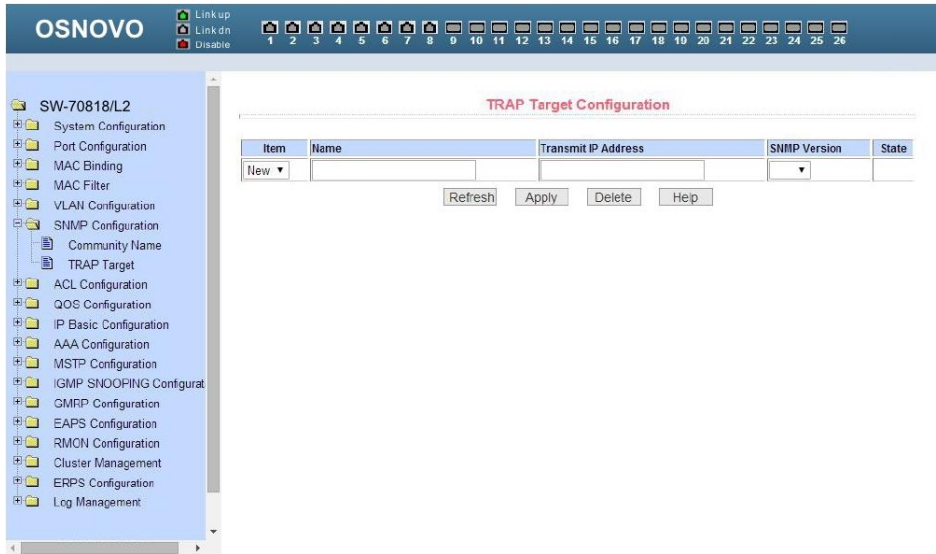 OSNOVO
Link up
Link dn
Disable
1 2 3 4 5 6 7 8 9 10 11 12 13 14 15 16 17 18 19 20 21 22 23 24 25 26
SW-70818/L2
System Configuration
Port Configuration
MAC Binding
MAC Filter
VLAN Configuration
SNMP Configuration
Community Name
TRAP Target
ACL Configuration
QOS Configuration
IP Basic Configuration
AAA Configuration
MSTP Configuration
IGMP SNOOPING Configurat
GMRP Configuration
EAPS Configuration
RMON Configuration
Cluster Management
ERPS Configuration
Log Management
TRAP Target Configuration
Item Name Transmit IP Address SNMP Version State
New
Refresh Apply Delete Help